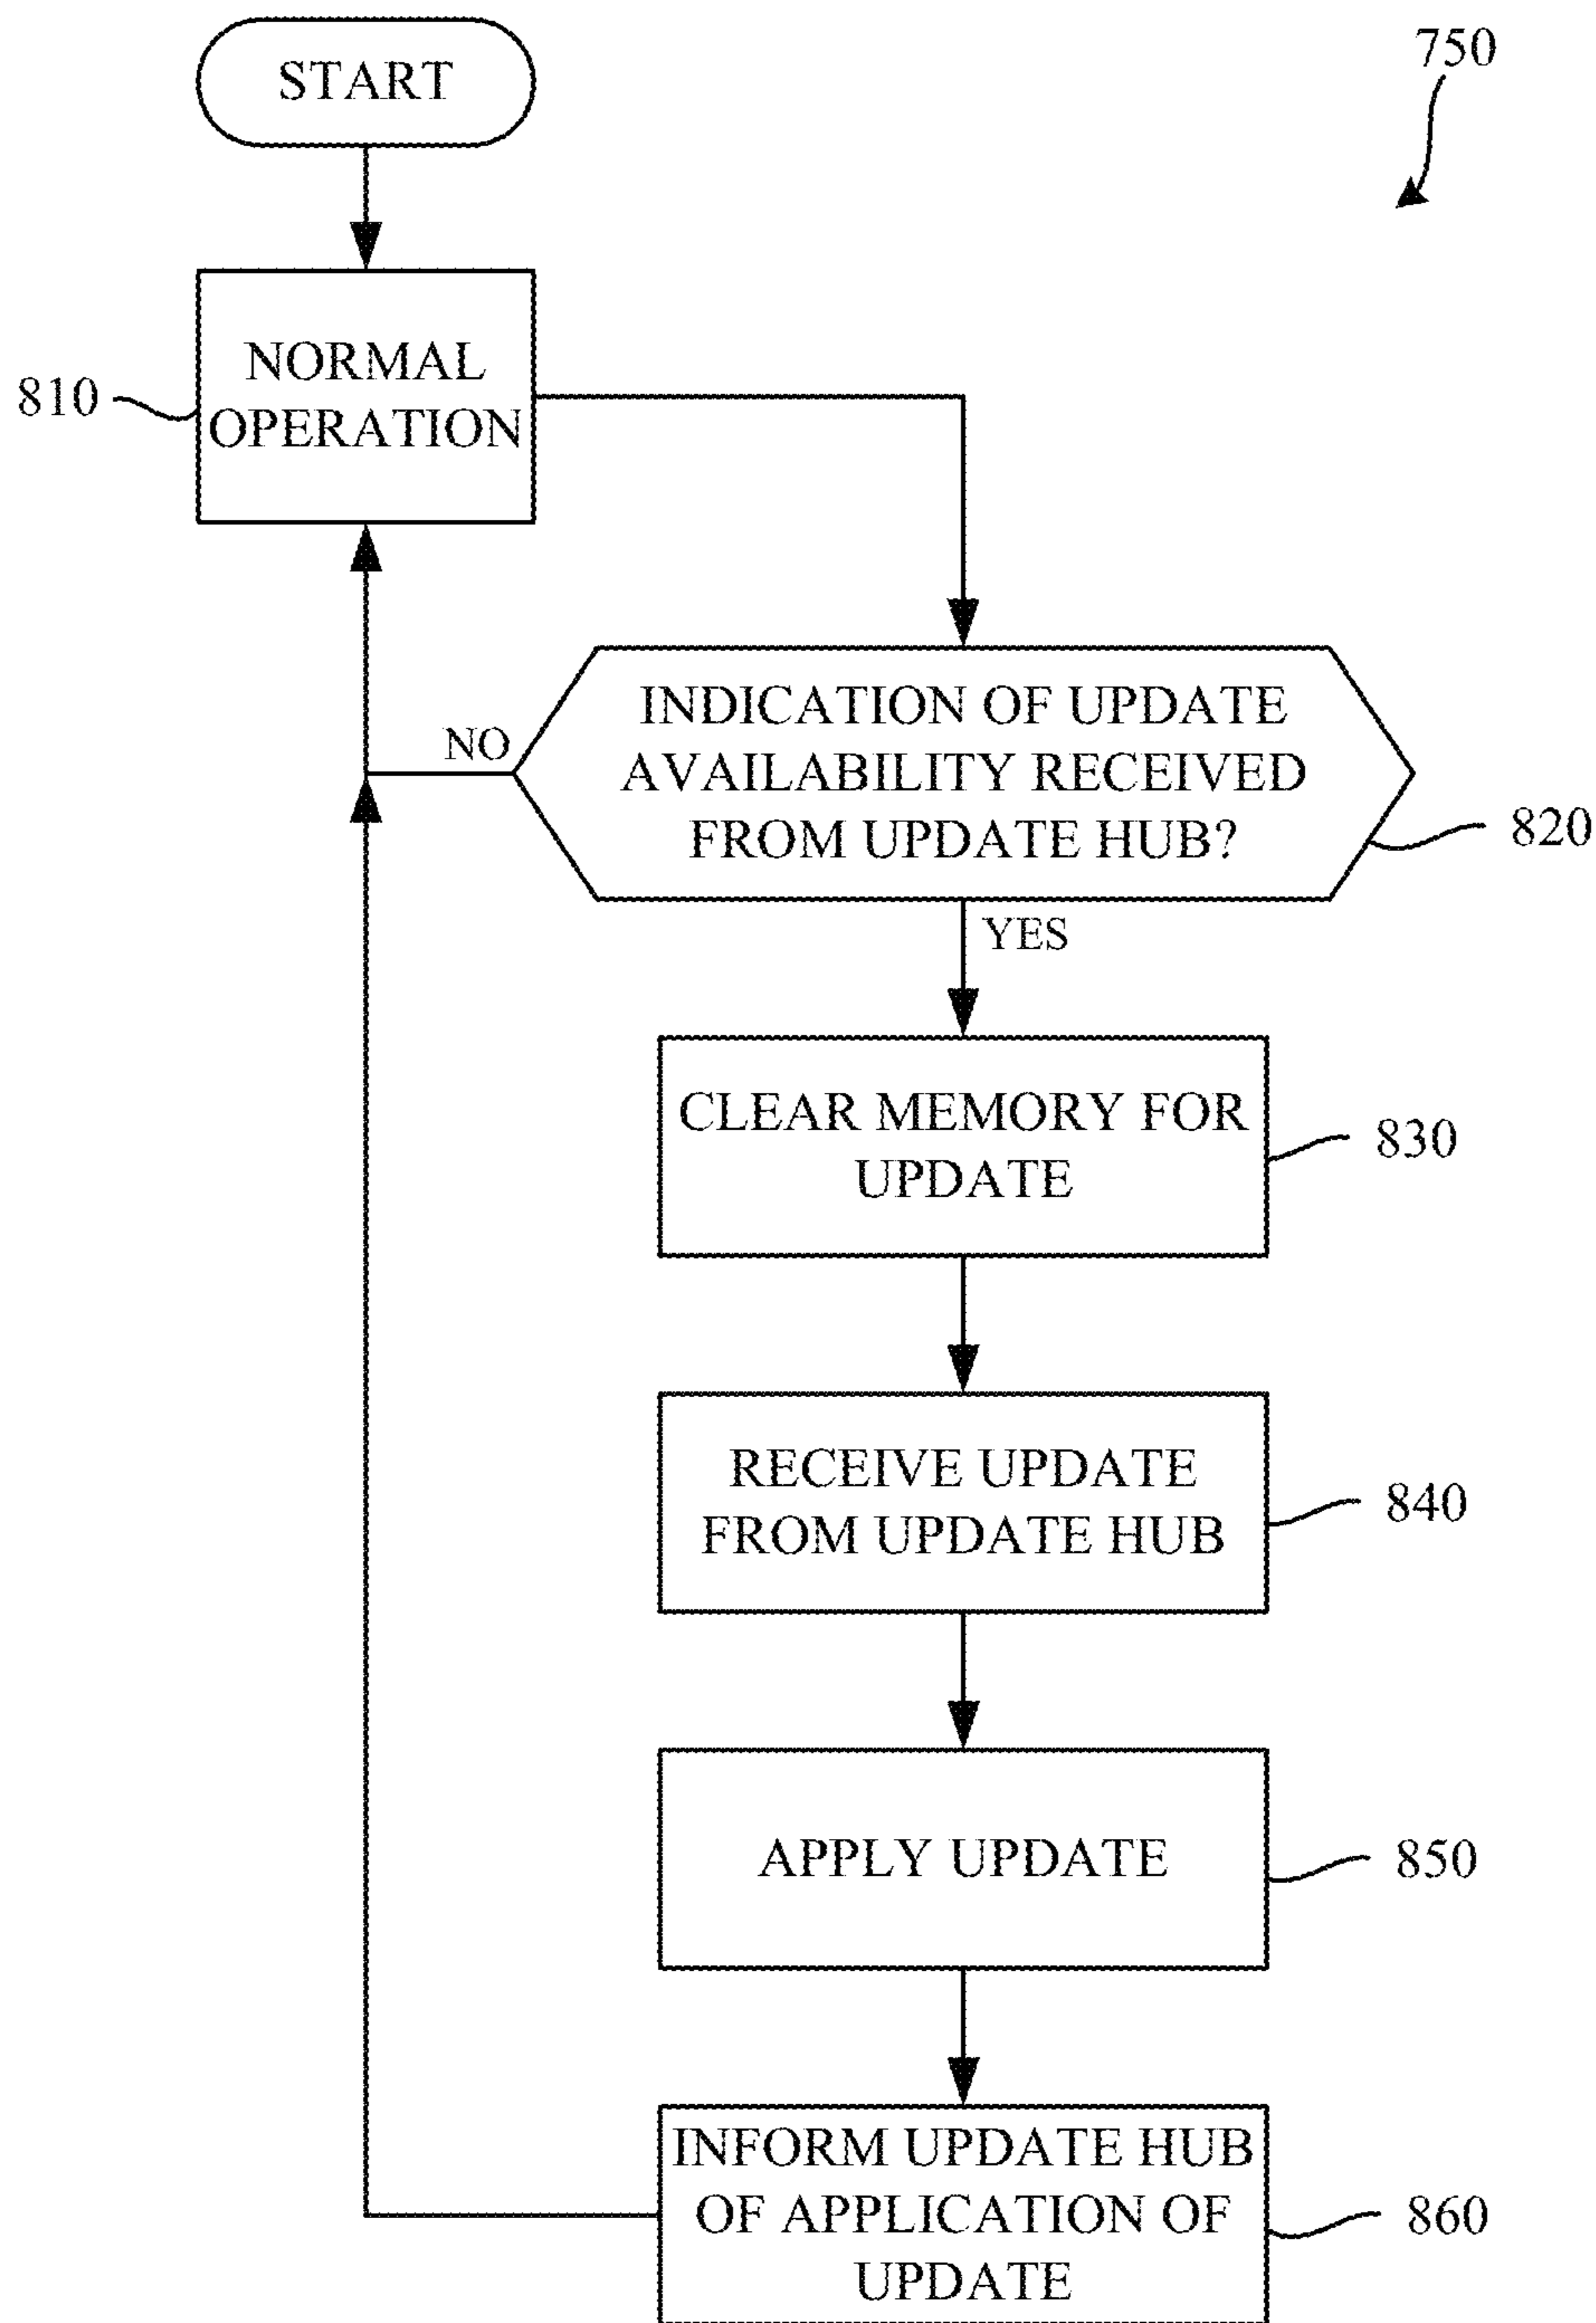 START
750
NORMAL
OPERATION
810
INDICATION OF UPDATE
AVAILABILITY RECEIVED
FROM UPDATE HUB?
NO
820
YES
CLEAR MEMORY FOR
UPDATE
830
RECEIVE UPDATE
FROM UPDATE HUB
840
APPLY UPDATE
850
INFORM UPDATE HUB
OF APPLICATION OF
UPDATE
860